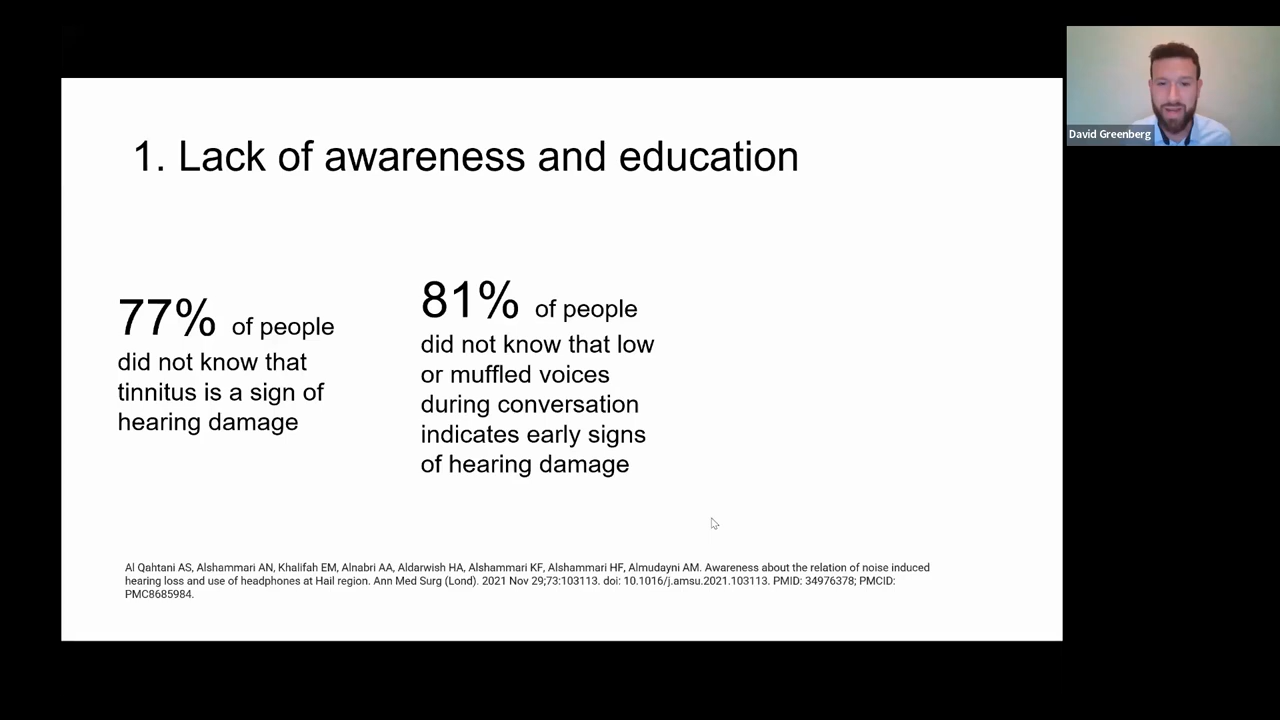 David Greenberg
1. Lack of awareness and education
77% of people
did not know that
tinnitus is a sign of
hearing damage
81% of people
did not know that low
or muffled voices
during conversation
indicates early signs
of hearing damage
Al Qahtani AS, Alshammari AN, Khalifah EM, Alnabri AA, Aldarwish HA, Alshammari KF, Alshammari HF, Almudayni AM. Awareness about the relation of noise induced
hearing loss and use of headphones at Hail region. Ann Med Surg (Lond). 2021 Nov 29;73:103113. doi: 10.1016/j.amsu.2021.103113. PMID: 34976378; PMCID:
PMC8685984.